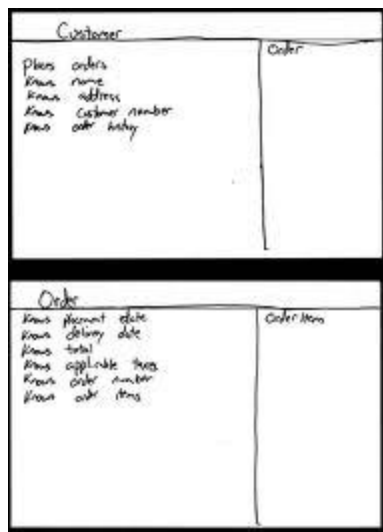 Customer
Places orders
Knows name
Knows address
Knows customer number
Knows order history
Order
Order
Knows placement date
Knows delivery date
Knows total
Knows applicable taxes
Knows order number
Knows order items
Order Item